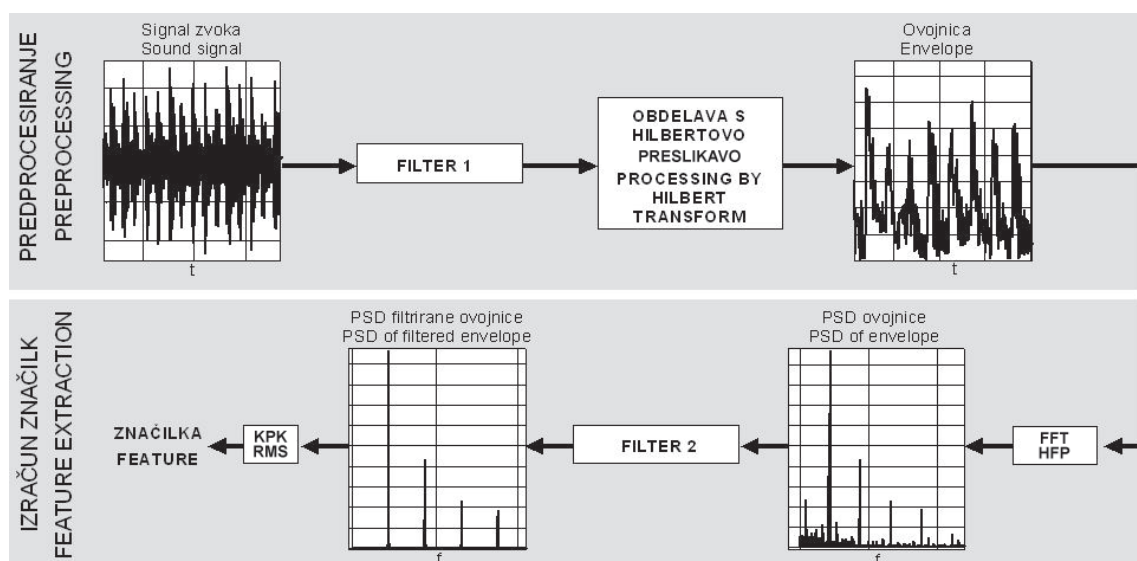 PREDPROCESIRANJE
PREPROCESSING
Signal zvoka
Sound signal
t
FILTER 1
OBDELAVA S
HILBERTOVO
PRESLIKAVO
PROCESSING BY
HILBERT
TRANSFORM
Ovojnica
Envelope
t
IZRAČUN ZNAČILK
FEATURE EXTRACTION
ZNAČILKA
FEATURE
KPK
RMS
PSD filtrirane ovojnice
PSD of filtered envelope
f
FILTER 2
PSD ovojnice
PSD of envelope
f
FFT
HFP